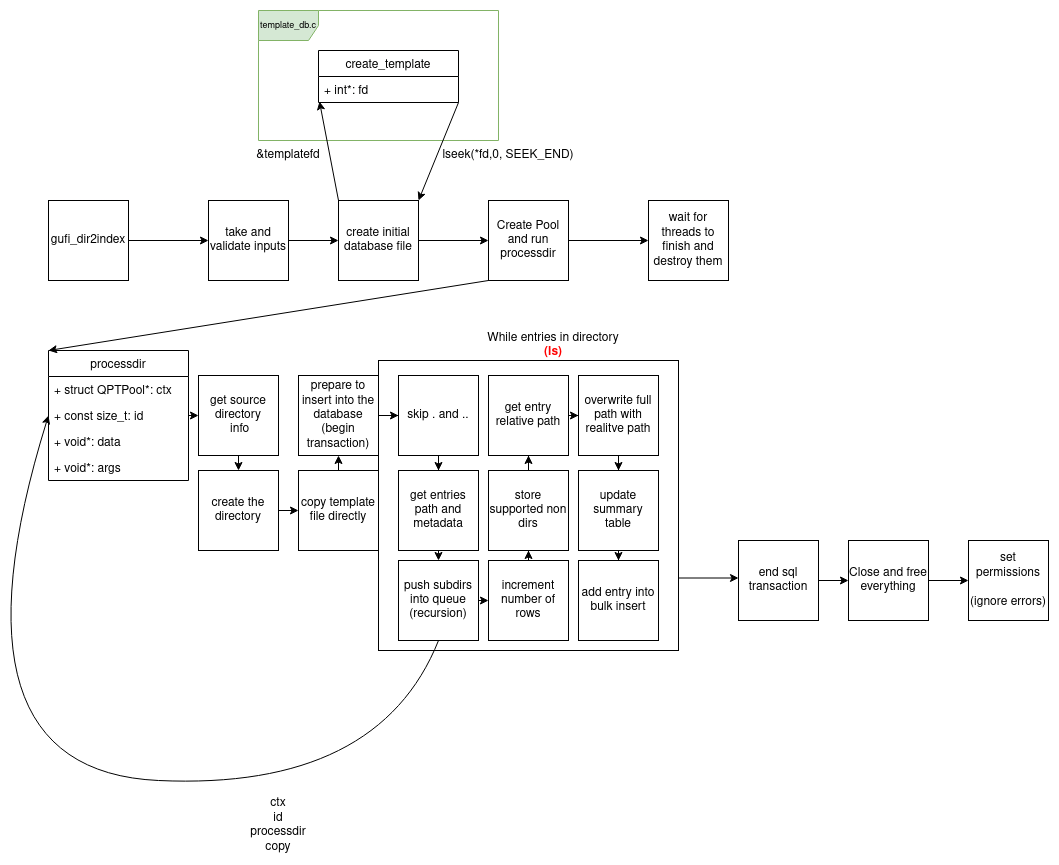 template_db.c
create_template
+ int*: fd
&templatefd
lseek(*fd,0, SEEK_END)
gufi_dir2index
take and
validate inputs
create initial
database file
Create Pool
and run
processdir
wait for
threads to
finish and
destroy them
While entries in directory
(ls)
processdir
+ struct QPTPool*: ctx
+ const size_t: id
+ void*: data
+ void*: args
get source
directory
info
create the
directory
copy template
file directly
prepare to
insert into the
database
(begin
transaction)
skip . and ..
get entries
path and
metadata
push subdirs
into queue
(recursion)
increment
number of
rows
store
supported non
dirs
get entry
relative path
overwrite full
path with
realitve path
update
summary
table
add entry into
bulk insert
end sql
transaction
Close and free
everything
set
permissions
(ignore errors)
ctx
id
processdir
copy